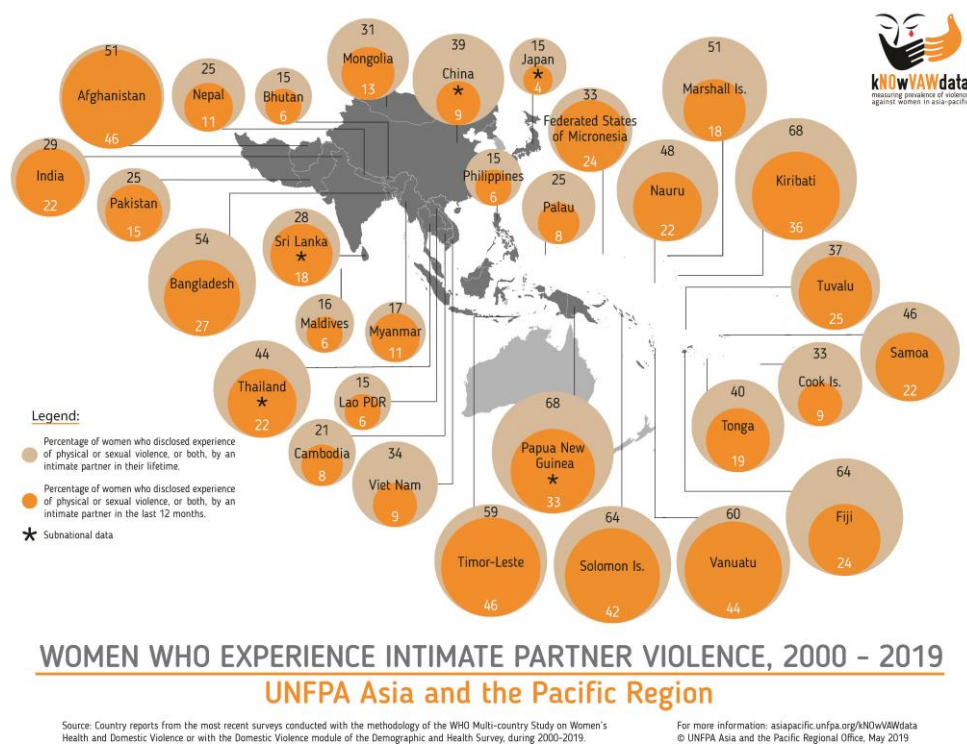 kNOwVAWdata
measuring prevalence of violence
against women in asia-pacific
51
Afghanistan
46
25
Nepal
11
15
Bhutan
6
31
Mongolia
13
39
China
*
9
15
Japan
*
4
33
Federated States
of Micronesia
24
51
Marshall Is.
18
68
Kiribati
36
29
India
22
25
Pakistan
15
15
Philippines
6
25
Palau
8
48
Nauru
22
54
Bangladesh
27
28
Sri Lanka
*
18
16
Maldives
6
17
Myanmar
11
37
Tuvalu
25
46
Samoa
22
44
Thailand
*
22
15
Lao PDR
6
21
Cambodia
8
34
Viet Nam
9
68
Papua New
Guinea
*
33
40
Tonga
19
33
Cook Is.
9
59
Timor-Leste
46
64
Solomon Is.
42
60
Vanuatu
44
64
Fiji
24
Legend:
Percentage of women who disclosed experience
of physical or sexual violence, or both, by an
intimate partner in their lifetime.
Percentage of women who disclosed experience
of physical or sexual violence, or both, by an
intimate partner in the last 12 months.
* Subnational data
WOMEN WHO EXPERIENCE INTIMATE PARTNER VIOLENCE, 2000 - 2019
UNFPA Asia and the Pacific Region
Source: Country reports from the most recent surveys conducted with the methodology of the WHO Multi-country Study on Women's
Health and Domestic Violence or with the Domestic Violence module of the Demographic and Health Survey, during 2000-2019.
For more information: asiapacific.unfpa.org/kNOwVAWdata
© UNFPA Asia and the Pacific Regional Office, May 2019